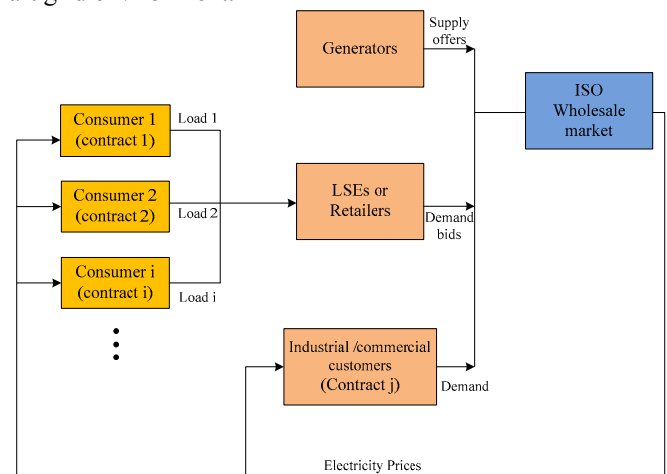 Generators
Supply
offers
ISO
Wholesale
market
Consumer 1
(contract 1)
Load 1
Consumer 2
(contract 2)
Load 2
LSEs or
Retailers
Demand
bids
Consumer i
(contract i)
Load i
Industrial /commercial
customers
(Contract j)
Demand
Electricity Prices